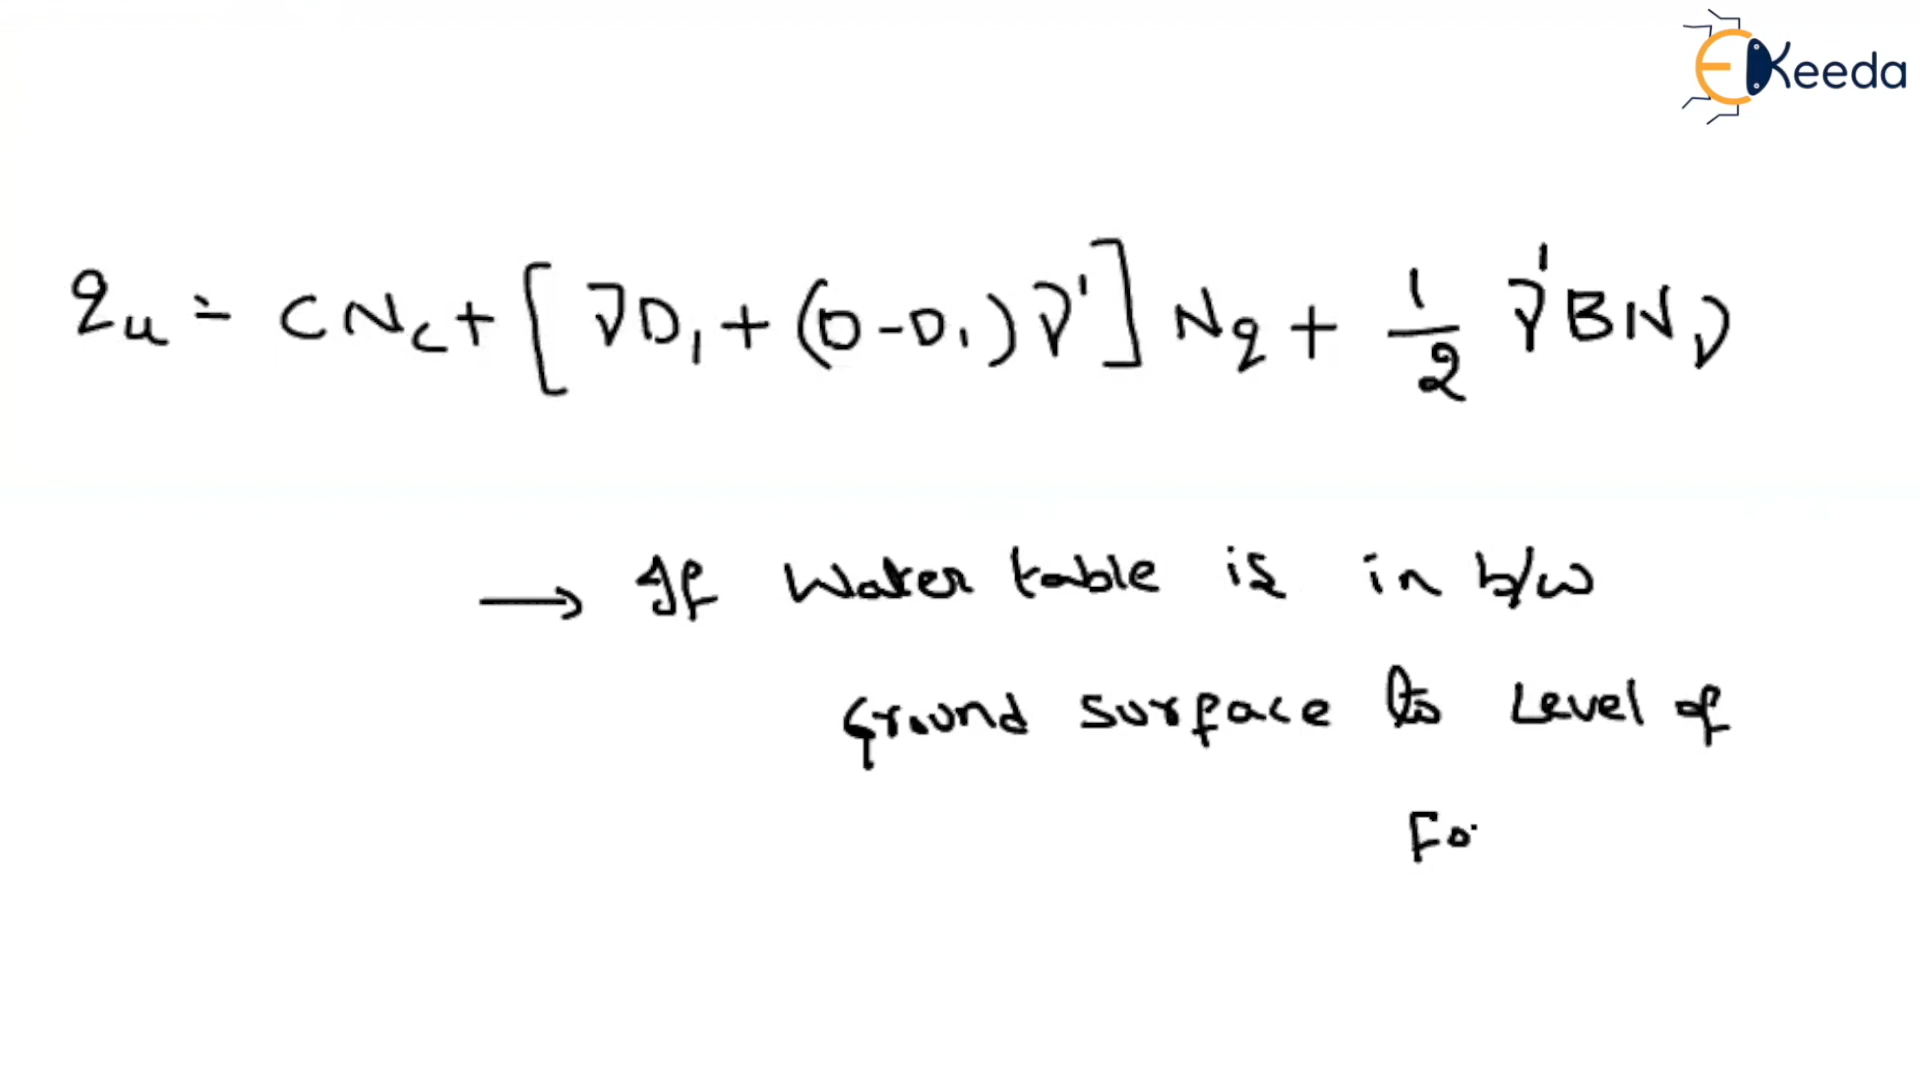 EKeeda
qu = CNc + [γD1 + (D-D1)γ'] Nq + 1/2 γ'BNγ
→ If Water table is in b/w
Ground surface to Level of
Fo